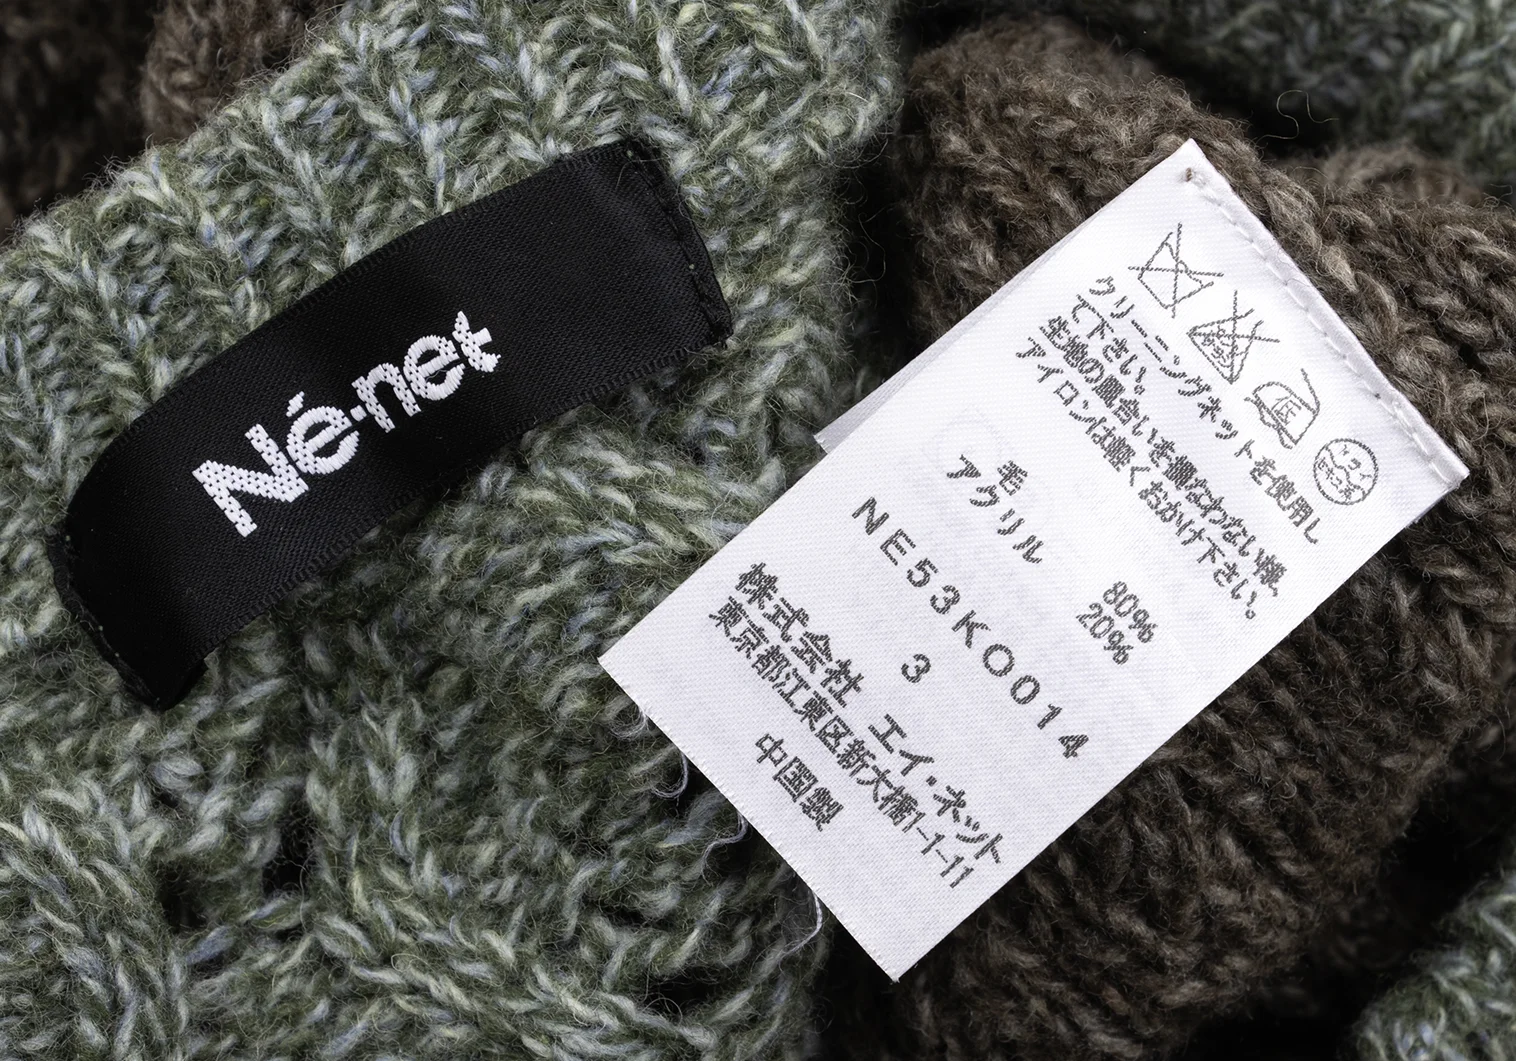 Né-net
低
クリーニングネットを使用し
て下さい。
生地の風合いを損なわない様、
アイロンは軽くおかけ下さい。
毛 80%
アクリル 20%
NE53KO014
3
株式会社 エイ・ネット
東京都江東区新大橋1-1-11
中国製